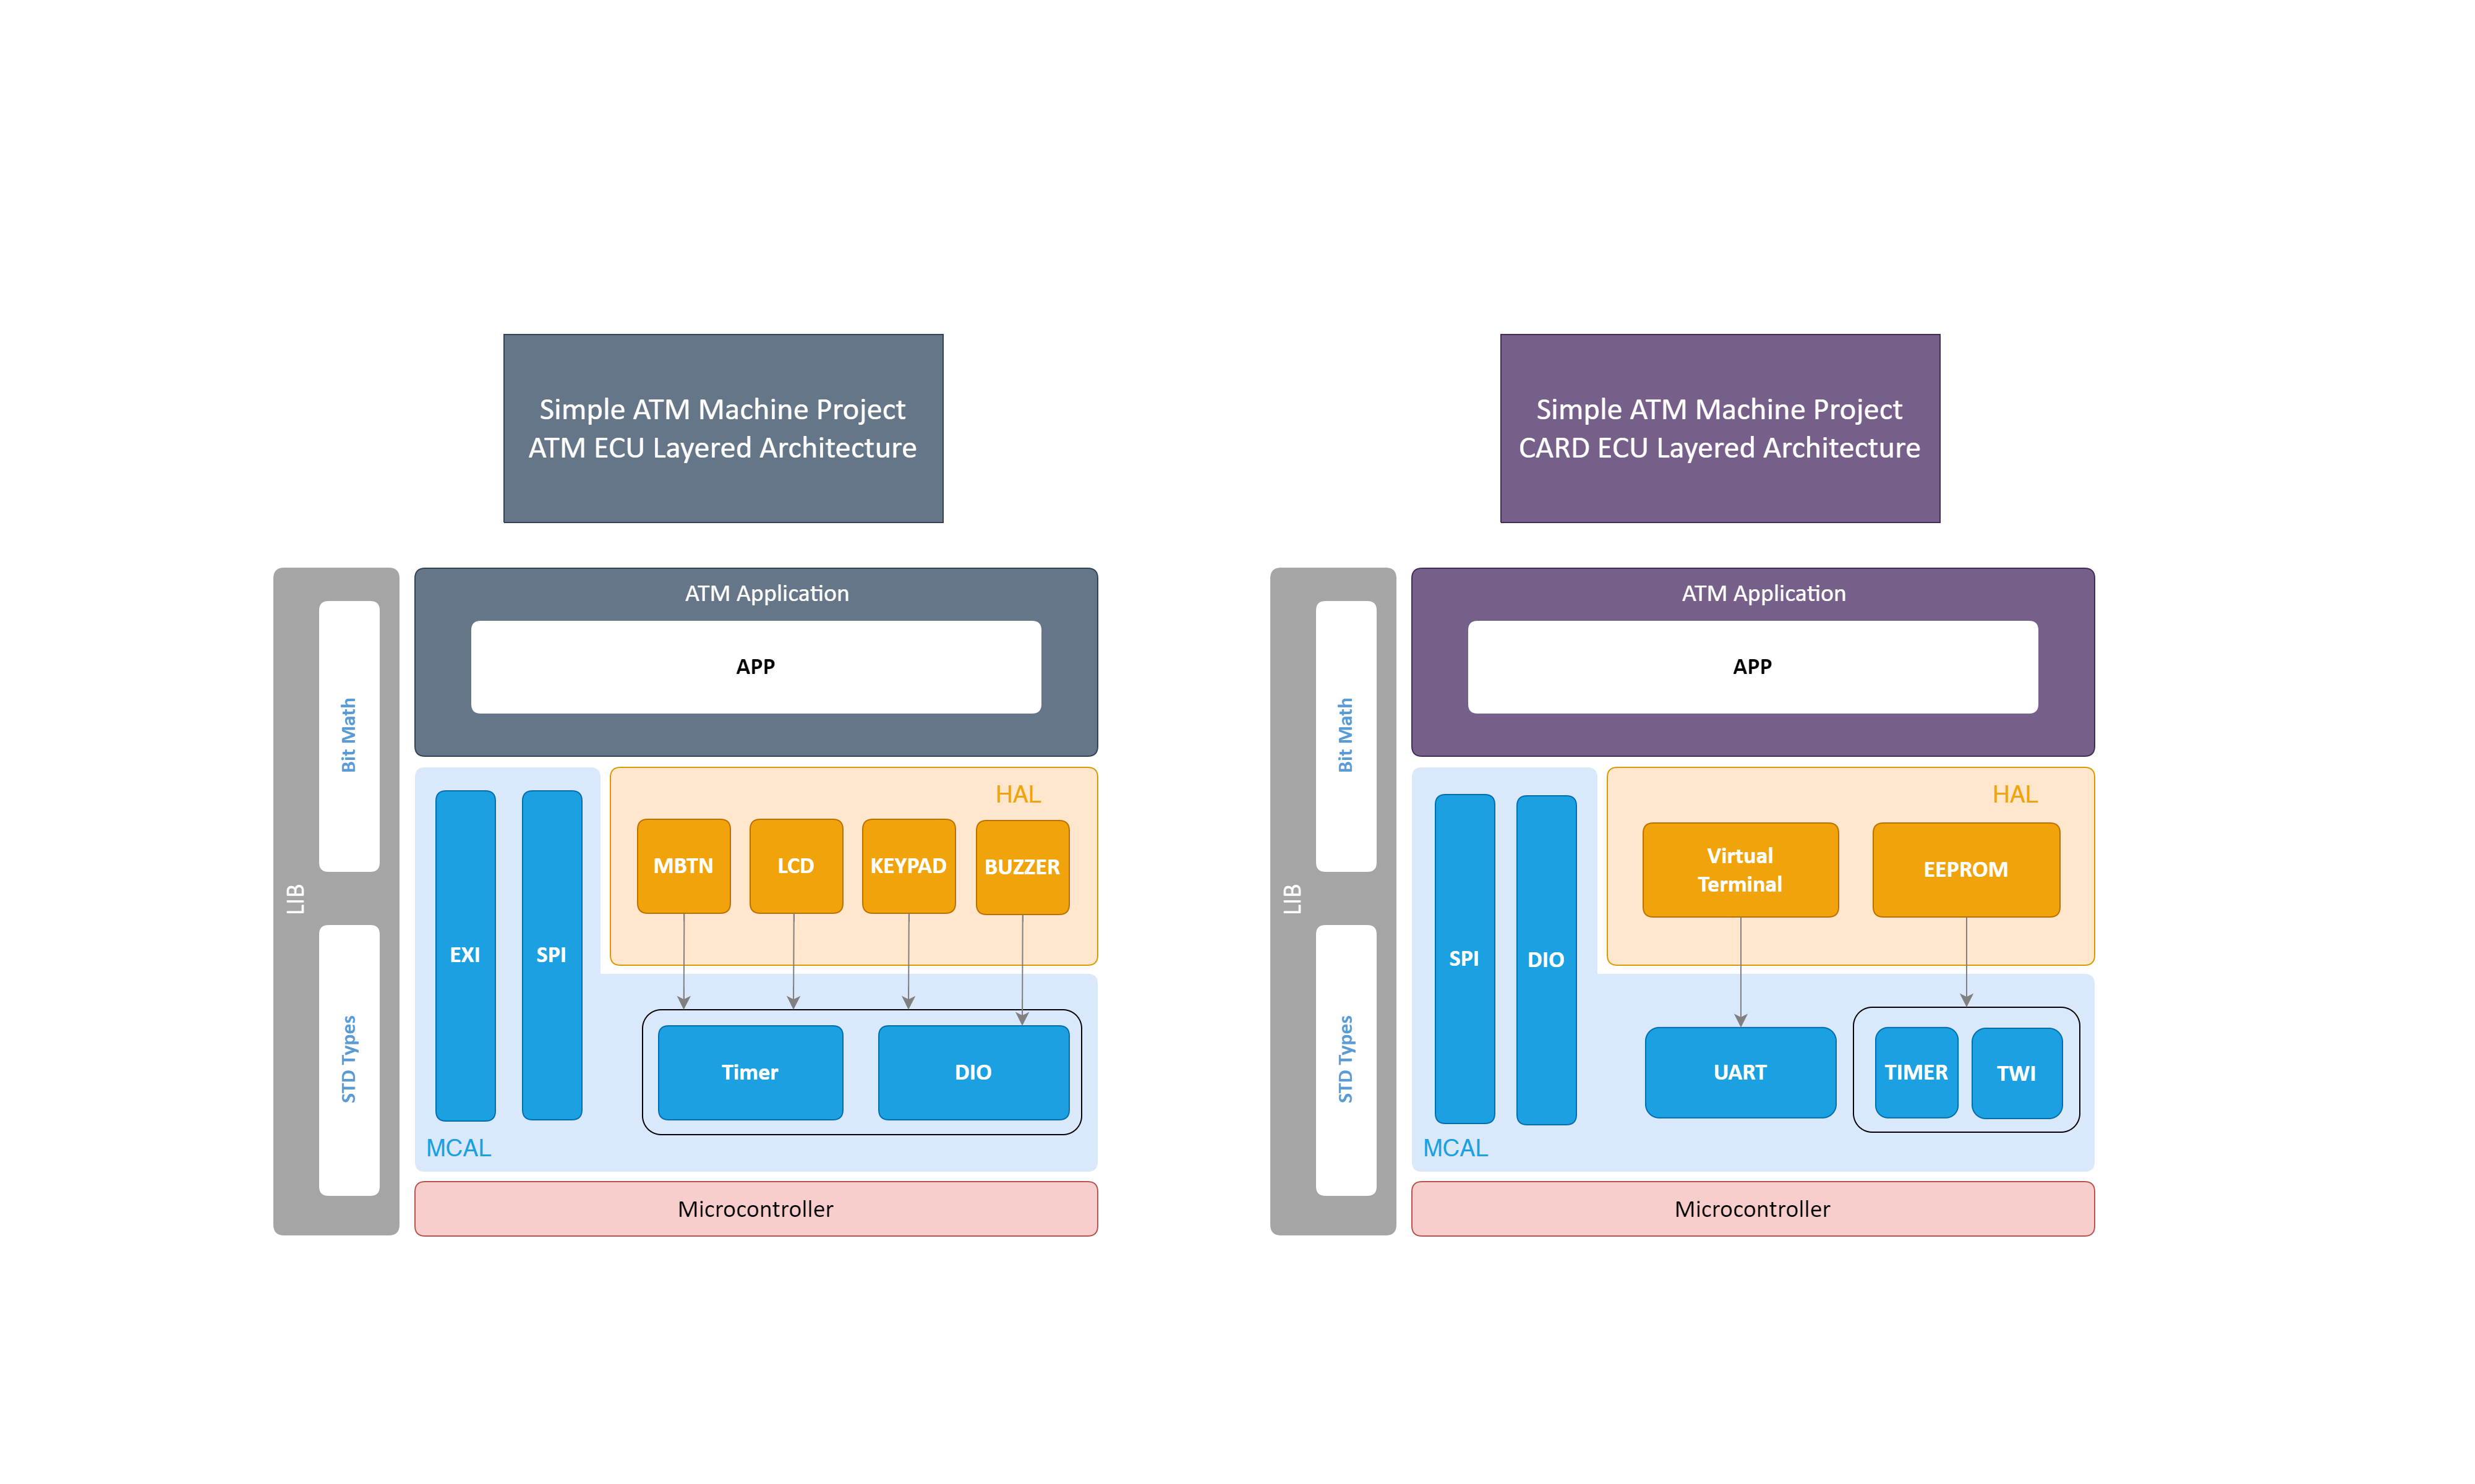 Simple ATM Machine Project
ATM ECU Layered Architecture
LIB
Bit Math
STD Types
ATM Application
APP
HAL
MBTN
LCD
KEYPAD
BUZZER
EXI
SPI
Timer
DIO
MCAL
Microcontroller
Simple ATM Machine Project
CARD ECU Layered Architecture
LIB
Bit Math
STD Types
ATM Application
APP
HAL
Virtual
Terminal
EEPROM
SPI
DIO
UART
TIMER
TWI
MCAL
Microcontroller